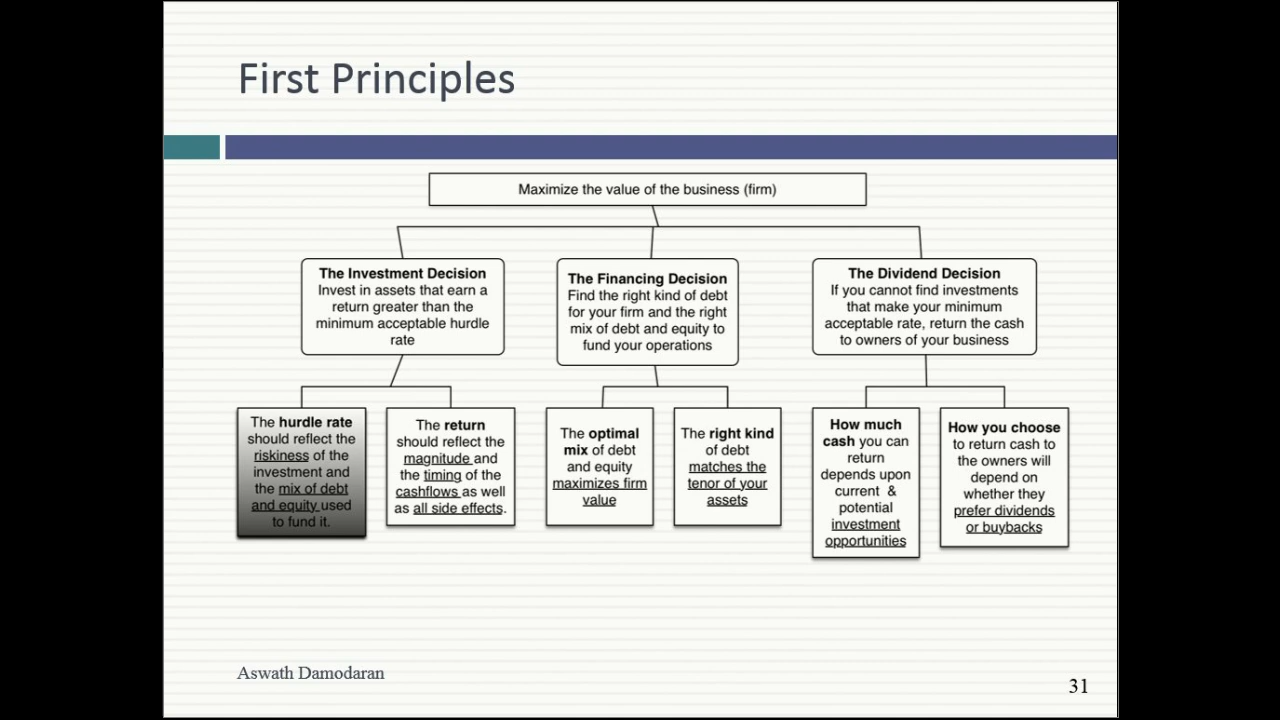 First Principles
Maximize the value of the business (firm)
The Investment Decision
Invest in assets that earn a
return greater than the
minimum acceptable hurdle
rate
The Financing Decision
Find the right kind of debt
for your firm and the right
mix of debt and equity to
fund your operations
The Dividend Decision
If you cannot find investments
that make your minimum
acceptable rate, return the cash
to owners of your business
The hurdle rate
should reflect the
riskiness of the
investment and
the mix of debt
and equity used
to fund it.
The return
should reflect the
magnitude and
the timing of the
cashflows as well
as all side effects.
The optimal
mix of debt
and equity
maximizes firm
value
The right kind
of debt
matches the
tenor of your
assets
How much
cash you can
return
depends upon
current &
potential
investment
opportunities
How you choose
to return cash to
the owners will
depend on
whether they
prefer dividends
or buybacks
Aswath Damodaran
31